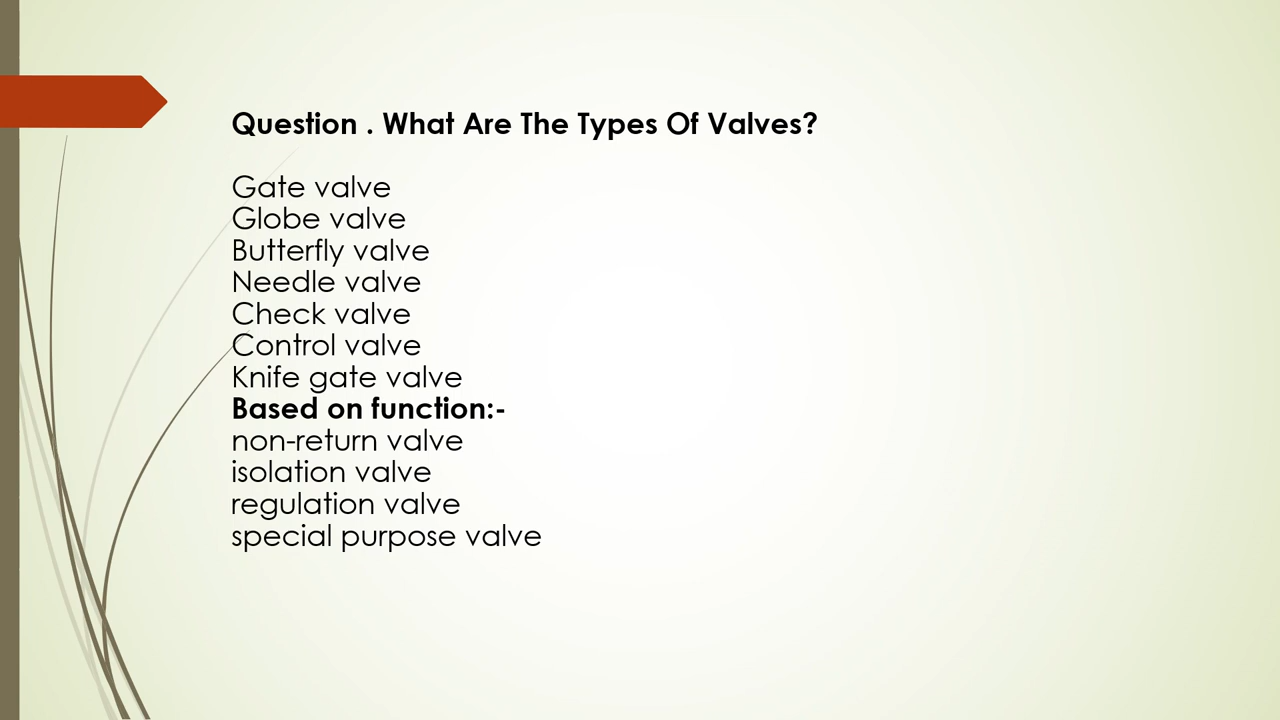 Question . What Are The Types Of Valves?
Gate valve
Globe valve
Butterfly valve
Needle valve
Check valve
Control valve
Knife gate valve
Based on function:-
non-return valve
isolation valve
regulation valve
special purpose valve